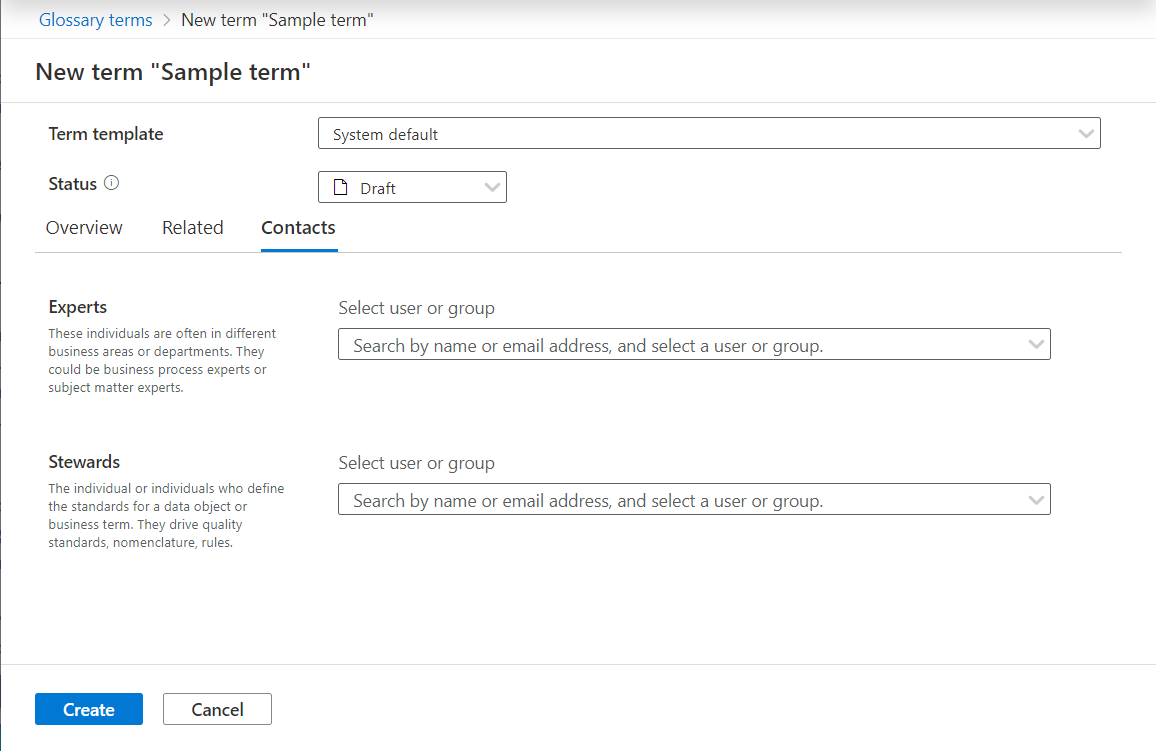 Glossary terms > New term "Sample term"
New term "Sample term"
Term template
System default
Status
Draft
Overview Related Contacts
Experts
These individuals are often in different
business areas or departments. They
could be business process experts or
subject matter experts.
Select user or group
Search by name or email address, and select a user or group.
Stewards
The individual or individuals who define
the standards for a data object or
business term. They drive quality
standards, nomenclature, rules.
Select user or group
Search by name or email address, and select a user or group.
Create Cancel